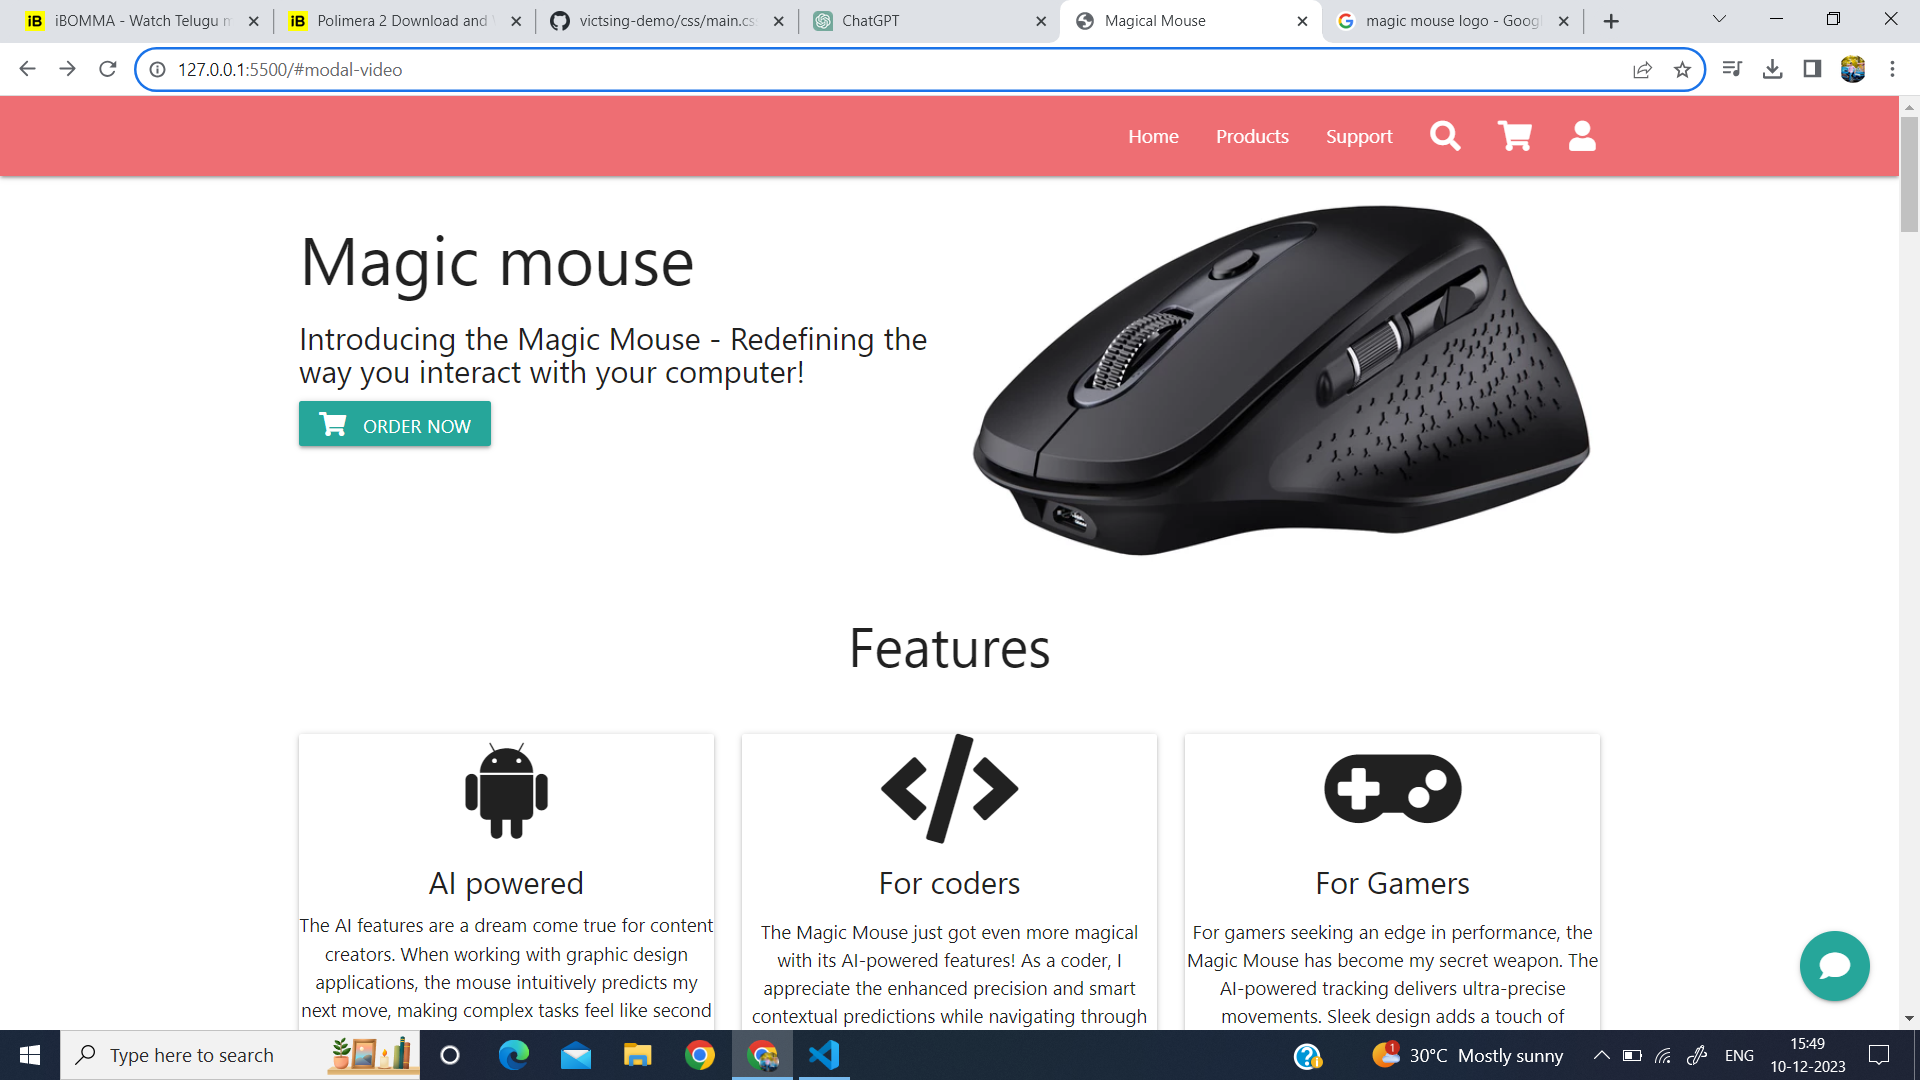 iB iBOMMA - Watch Telugu m
iB Polimera 2 Download and
victsing-demo/css/main.cs
ChatGPT
Magical Mouse
magic mouse logo - Goog
127.0.0.1:5500/#modal-video
Home Products Support
Magic mouse
Introducing the Magic Mouse - Redefining the
way you interact with your computer!
ORDER NOW
Features
AI powered
The AI features are a dream come true for content
creators. When working with graphic design
applications, the mouse intuitively predicts my
next move, making complex tasks feel like second
For coders
The Magic Mouse just got even more magical
with its AI-powered features! As a coder, I
appreciate the enhanced precision and smart
contextual predictions while navigating through
For Gamers
For gamers seeking an edge in performance, the
Magic Mouse has become my secret weapon. The
AI-powered tracking delivers ultra-precise
movements. Sleek design adds a touch of
Type here to search
1
30°C Mostly sunny
ENG
15:49
10-12-2023